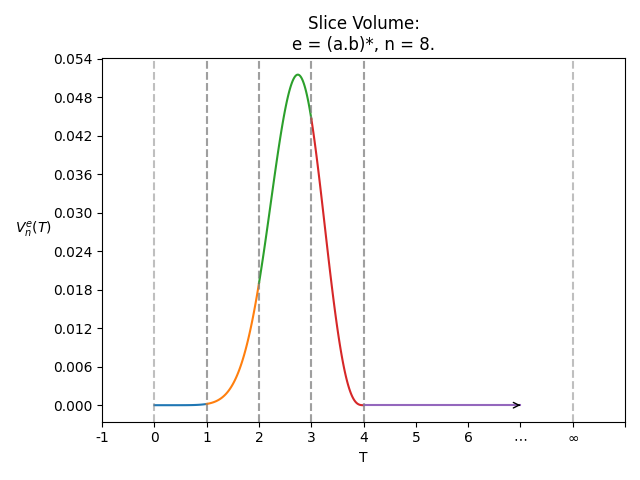 Slice Volume:
e = (a.b)*, n = 8.
0.054
0.048
0.042
0.036
0.030
0.024
0.018
0.012
0.006
0.000
V_n^e(T)
-1 0 1 2 3 4 5 6 ... ∞
T